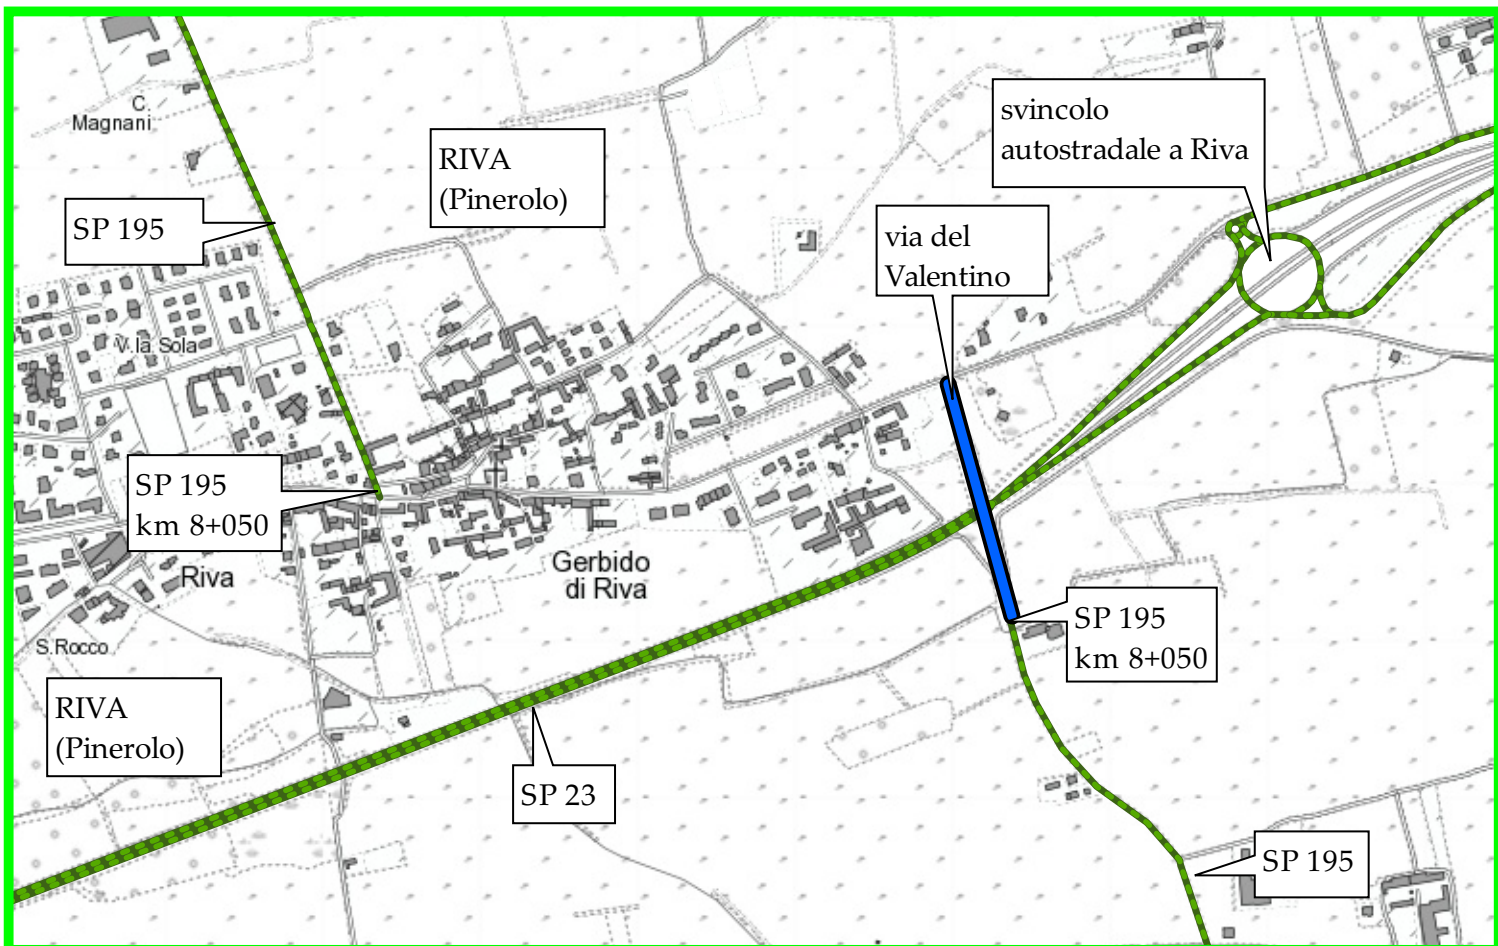 C.
Magnani
svincolo
autostradale a Riva
RIVA
(Pinerolo)
SP 195
via del
Valentino
V.la Sola
SP 195
km 8+050
Riva
Gerbido
di Riva
SP 195
km 8+050
S.Rocco
RIVA
(Pinerolo)
SP 23
SP 195